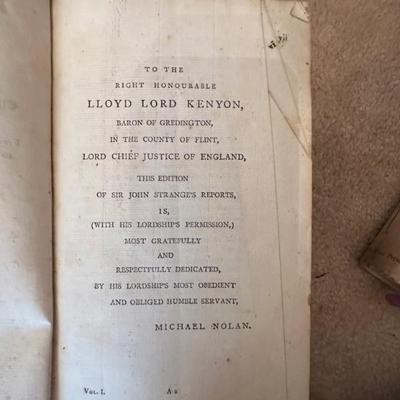 vii
TO THE
RIGHT HONOURABLE
LLOYD LORD KENYON,
BARON OF GREDINGTON,
IN THE COUNTY OF FLINT,
LORD CHIEF JUSTICE OF ENGLAND,
THIS EDITION
OF SIR JOHN STRANGE'S REPORTS,
IS,
(WITH HIS LORDSHIP'S PERMISSION,)
MOST GRATEFULLY
AND
RESPECTFULLY DEDICATED,
BY HIS LORDSHIP'S MOST OBEDIENT
AND OBLIGED HUMBLE SERVANT,
MICHAEL NOLAN.
VOL. I.